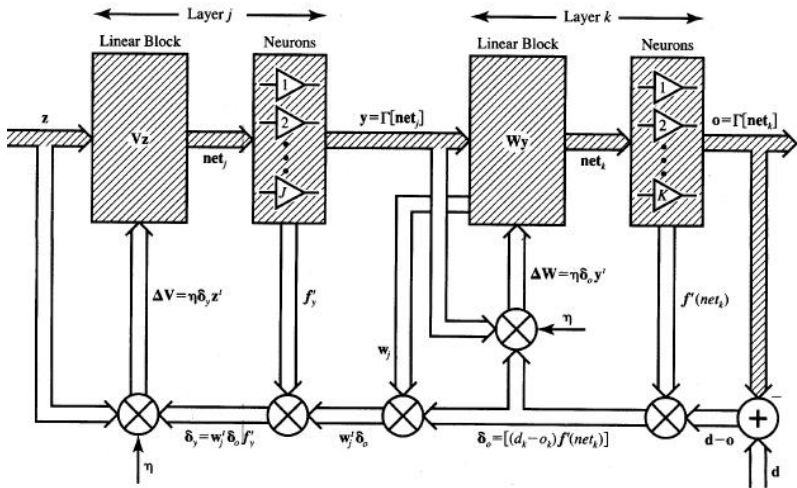 Layer j
Layer k
Linear Block
Neurons
Linear Block
Neurons
z
Vz
net_j
1
2
J
y = Γ[net_j]
Wy
net_k
1
2
K
o = Γ[net_k]
ΔV = ηδ_y z^t
f'_y
w_j
ΔW = ηδ_o y^t
η
f'(net_k)
δ_y = w_j^t δ_o f'_y
w_j^t δ_o
δ_o = [(d_k − o_k) f'(net_k)]
d − o
−
+
η
d